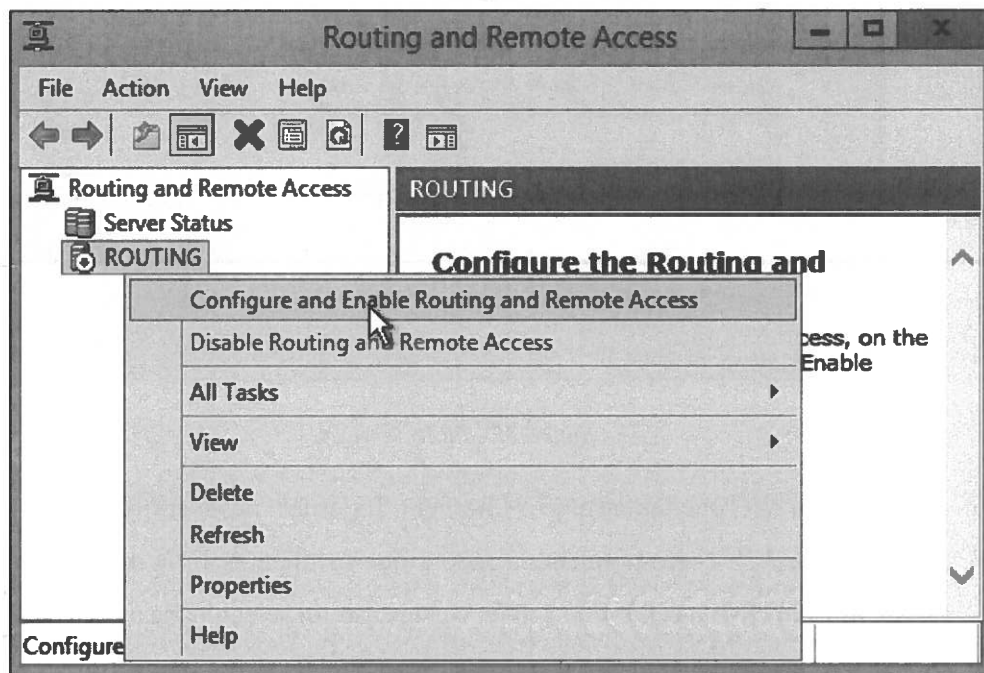 Routing and Remote Access
File Action View Help
Routing and Remote Access
Server Status
ROUTING
ROUTING
Configure the Routing and
Configure and Enable Routing and Remote Access
Disable Routing and Remote Access
cess, on the
Enable
All Tasks
View
Delete
Refresh
Properties
Help
Configure